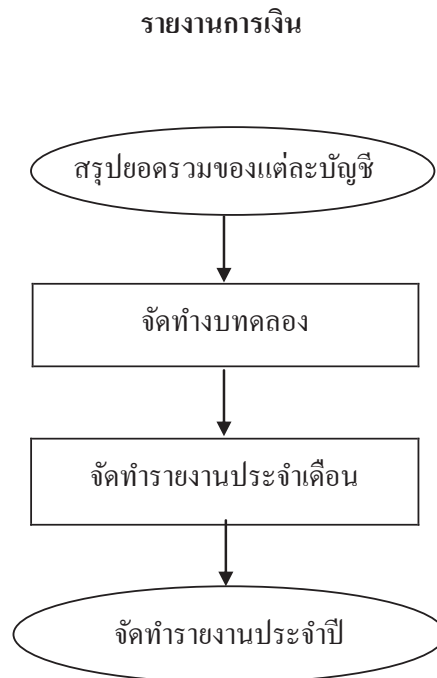 รายงานการเงิน
สรุปยอดรวมของแต่ละบัญชี
จัดทำงบทดลอง
จัดทำรายงานประจำเดือน
จัดทำรายงานประจำปี